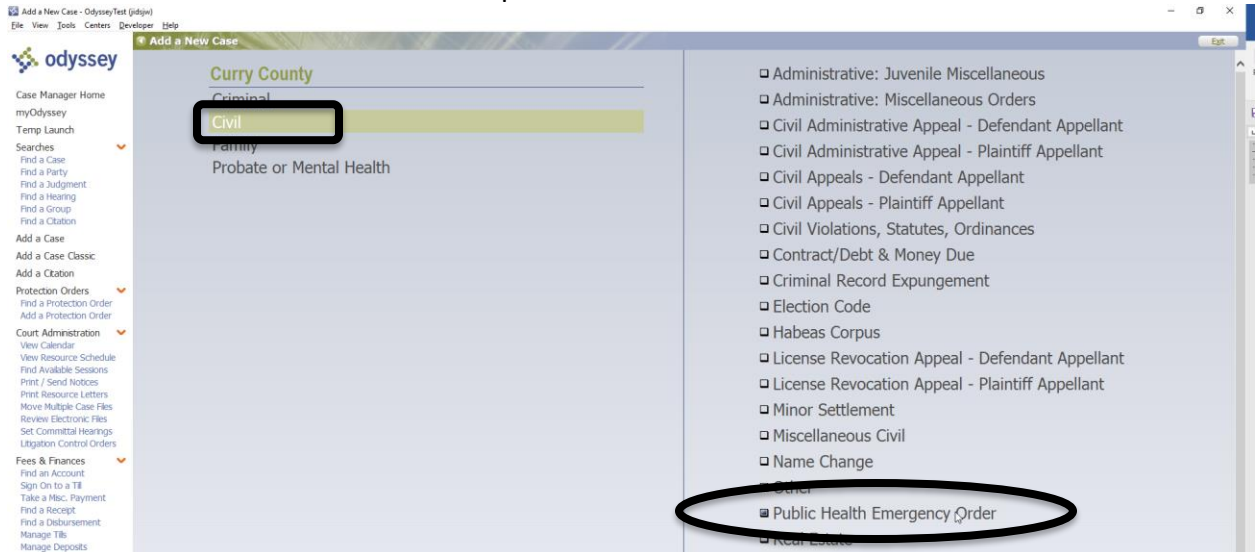 Add a New Case - OdysseyTest (jidsjw)
File View Tools Centers Developer Help
Add a New Case
Exit
odyssey
Case Manager Home
myOdyssey
Temp Launch
Searches
Find a Case
Find a Party
Find a Judgment
Find a Hearing
Find a Group
Find a Citation
Add a Case
Add a Case Classic
Add a Citation
Protection Orders
Find a Protection Order
Add a Protection Order
Court Administration
View Calendar
View Resource Schedule
Find Available Sessions
Print / Send Notices
Print Resource Letters
Move Multiple Case Files
Review Electronic Files
Set Committal Hearings
Litigation Control Orders
Fees & Finances
Find an Account
Sign On to a Till
Take a Misc. Payment
Find a Receipt
Find a Disbursement
Manage Tills
Manage Deposits
Curry County
Criminal
Civil
Family
Probate or Mental Health
Administrative: Juvenile Miscellaneous
Administrative: Miscellaneous Orders
Civil Administrative Appeal - Defendant Appellant
Civil Administrative Appeal - Plaintiff Appellant
Civil Appeals - Defendant Appellant
Civil Appeals - Plaintiff Appellant
Civil Violations, Statutes, Ordinances
Contract/Debt & Money Due
Criminal Record Expungement
Election Code
Habeas Corpus
License Revocation Appeal - Defendant Appellant
License Revocation Appeal - Plaintiff Appellant
Minor Settlement
Miscellaneous Civil
Name Change
Other
Public Health Emergency Order
Real Estate